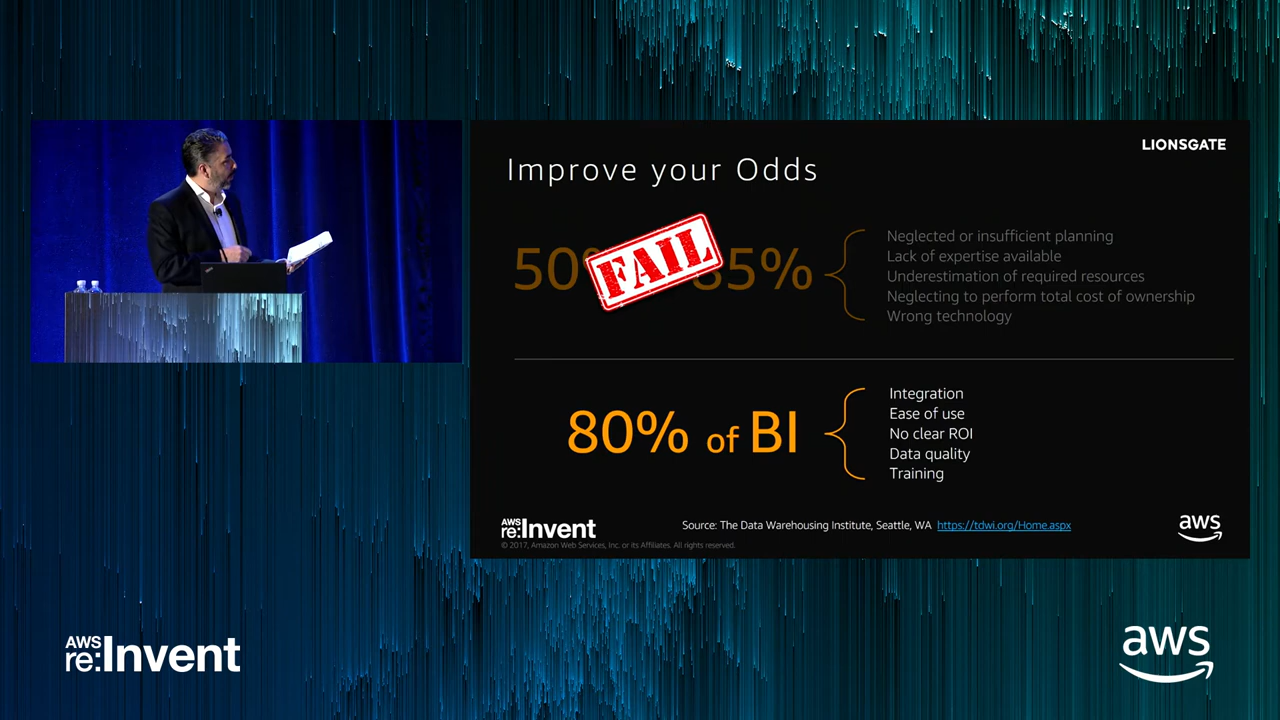 LIONSGATE
Improve your Odds
50%
FAIL
85%
Neglected or insufficient planning
Lack of expertise available
Underestimation of required resources
Neglecting to perform total cost of ownership
Wrong technology
80% of BI
Integration
Ease of use
No clear ROI
Data quality
Training
AWS
re:Invent
Source: The Data Warehousing Institute, Seattle, WA https://tdwi.org/Home.aspx
aws
© 2017, Amazon Web Services, Inc. or its Affiliates. All rights reserved.
AWS
re:Invent
aws